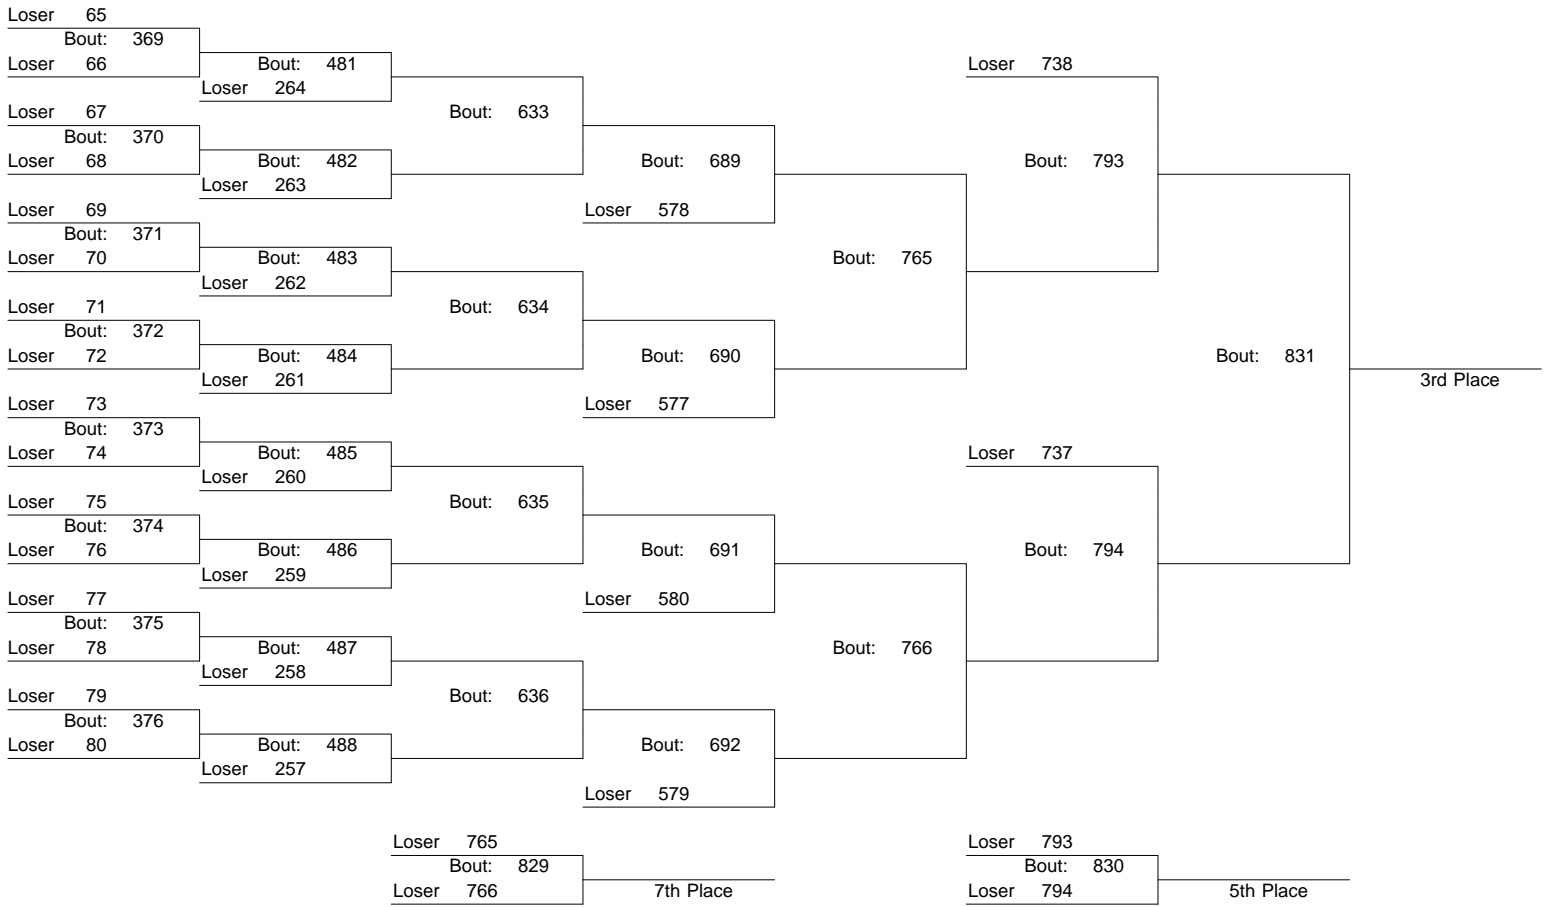 Loser 65
Bout: 369
Loser 66 Bout: 481 Loser 738
Loser 264
Loser 67 Bout: 633
Bout: 370
Loser 68 Bout: 482 Bout: 689 Bout: 793
Loser 263
Loser 69 Loser 578
Bout: 371
Loser 70 Bout: 483 Bout: 765
Loser 262
Loser 71 Bout: 634
Bout: 372
Loser 72 Bout: 484 Bout: 690 Bout: 831
Loser 261 3rd Place
Loser 73 Loser 577
Bout: 373
Loser 74 Bout: 485 Loser 737
Loser 260
Loser 75 Bout: 635
Bout: 374
Loser 76 Bout: 486 Bout: 691 Bout: 794
Loser 259
Loser 77 Loser 580
Bout: 375
Loser 78 Bout: 487 Bout: 766
Loser 258
Loser 79 Bout: 636
Bout: 376
Loser 80 Bout: 488 Bout: 692
Loser 257
Loser 579
Loser 765 Loser 793
Bout: 829 Bout: 830
Loser 766 7th Place Loser 794 5th Place